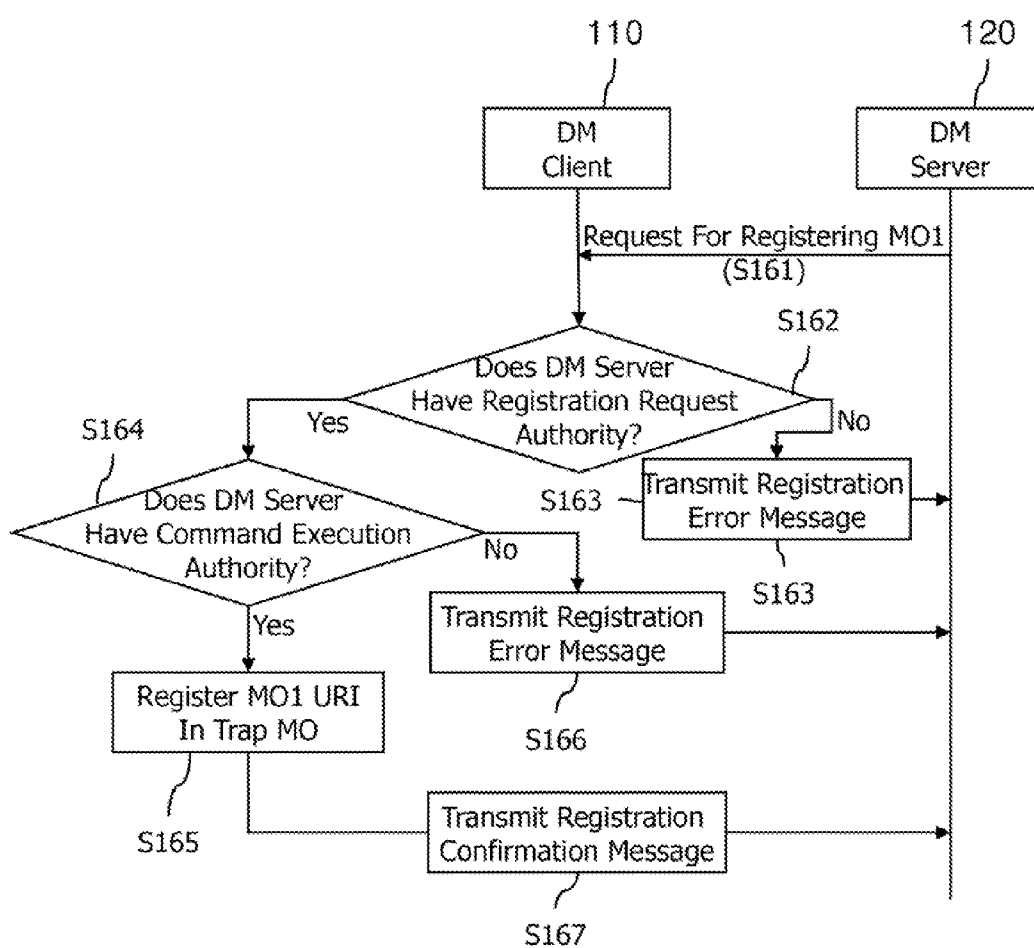 110
120
DM
Client
DM
Server
Request For Registering MO1
(S161)
S162
Does DM Server
Have Registration Request
Authority?
Yes
No
S164
S163
Transmit Registration
Error Message
S163
Does DM Server
Have Command Execution
Authority?
No
Yes
Transmit Registration
Error Message
S166
Register MO1 URI
In Trap MO
S165
Transmit Registration
Confirmation Message
S167